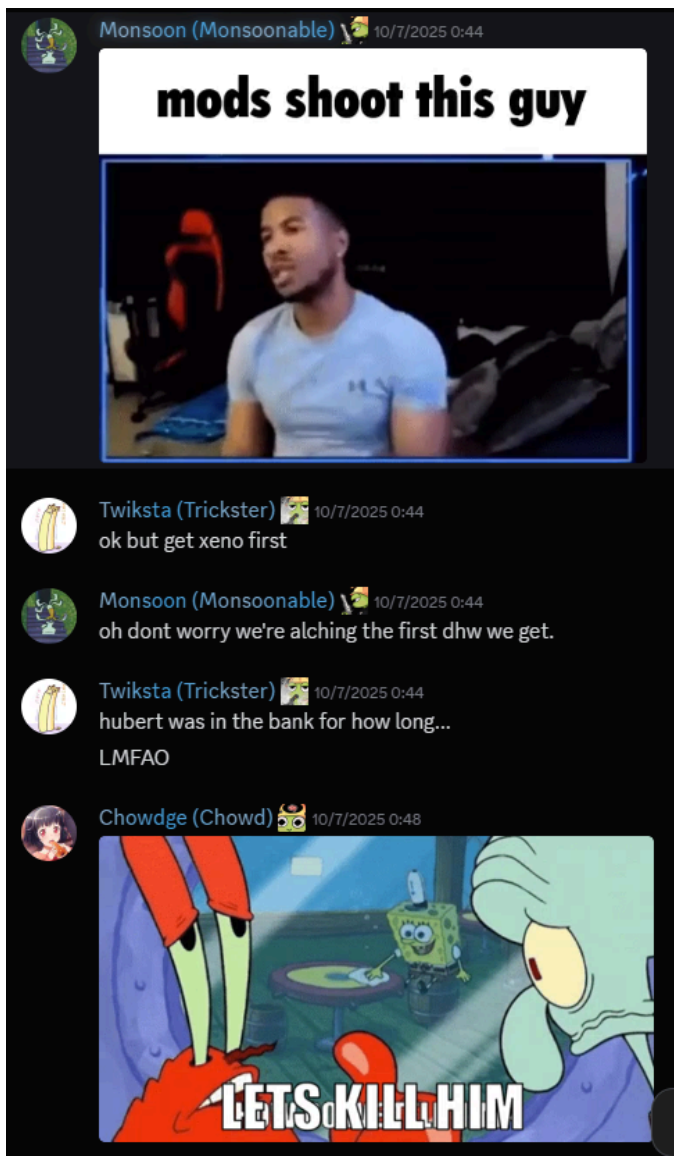 Monsoon (Monsoonable) 10/7/2025 0:44
mods shoot this guy
Twiksta (Trickster) 10/7/2025 0:44
ok but get xeno first
Monsoon (Monsoonable) 10/7/2025 0:44
oh dont worry we're alching the first dhw we get.
Twiksta (Trickster) 10/7/2025 0:44
hubert was in the bank for how long...
LMFAO
Chowdge (Chowd) 10/7/2025 0:48
LETS KILL HIM